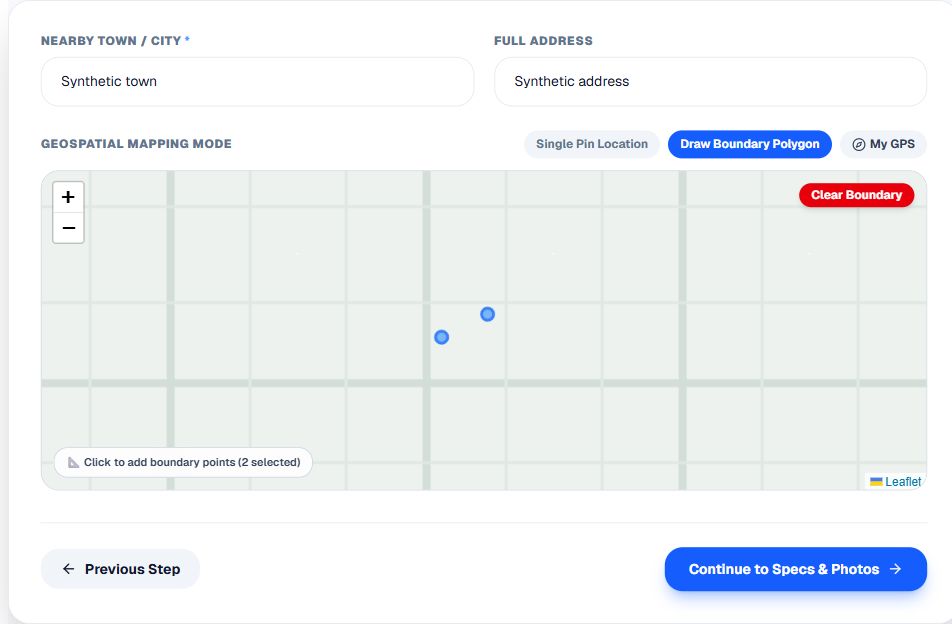 NEARBY TOWN / CITY *
FULL ADDRESS
Synthetic town
Synthetic address
GEOSPATIAL MAPPING MODE
Single Pin Location
Draw Boundary Polygon
My GPS
+
Clear Boundary
−
Click to add boundary points (2 selected)
Leaflet
← Previous Step
Continue to Specs & Photos →